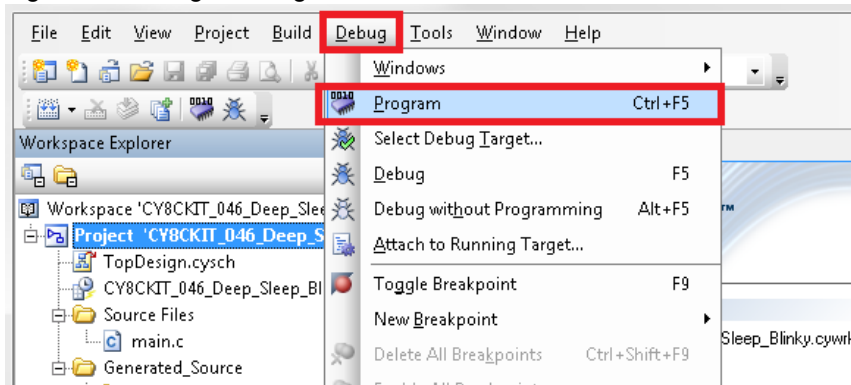 File Edit View Project Build Debug Tools Window Help
Windows
Program Ctrl+F5
Workspace Explorer
Select Debug Target...
Debug F5
Workspace 'CY8CKIT_046_Deep_Slee
Debug without Programming Alt+F5
TM
Project 'CY8CKIT_046_Deep_S
Attach to Running Target...
TopDesign.cysch
CY8CKIT_046_Deep_Sleep_Bl
Toggle Breakpoint F9
Source Files
New Breakpoint
main.c
Sleep_Blinky.cywrk
Delete All Breakpoints Ctrl+Shift+F9
Generated_Source